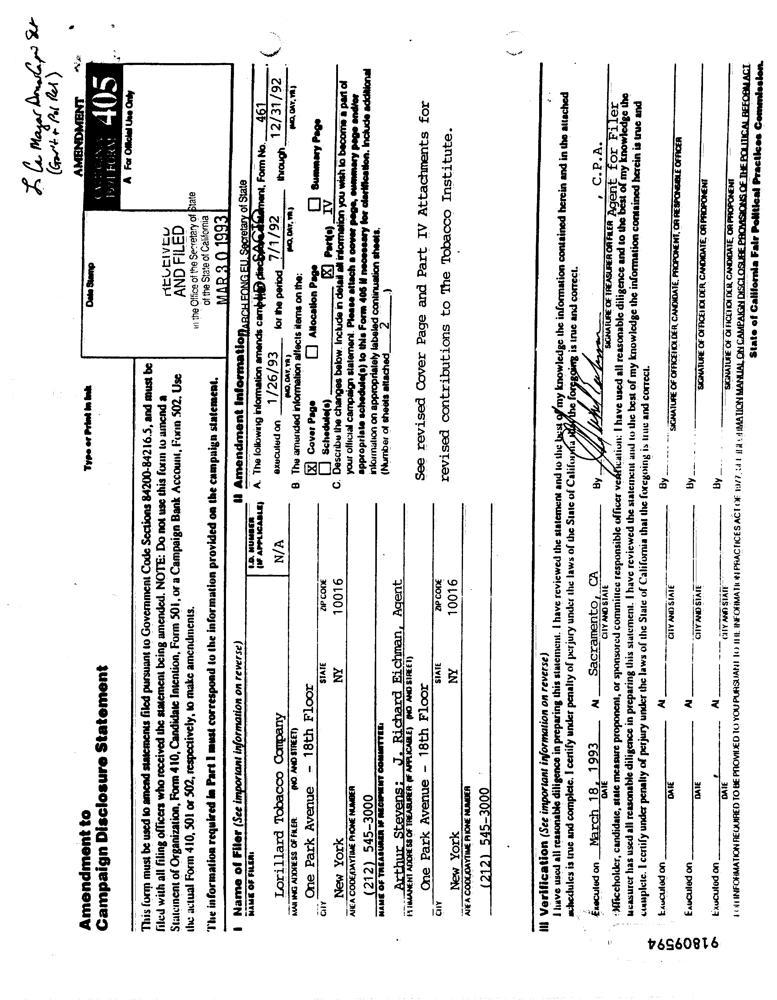 Amendment to
Campaign Disclosure Statement
Type or Print in Ink
Date Stamp
AMENDMENT
CALIFORNIA
1991 FORM 405
A For Official Use Only
RECEIVED
AND FILED
in the Office of the Secretary of State
of the State of California
MAR 30 1993
MARCH FONG EU, Secretary of State
This form must be used to amend statements filed pursuant to Government Code Sections 84200-84216.5, and must be
filed with all filing officers who received the statement being amended. NOTE: Do not use this form to amend a
Statement of Organization, Form 410, Candidate Intention, Form 501, or a Campaign Bank Account, Form 502. Use
the actual Form 410, 501 or 502, respectively, to make amendments.
The information required in Part I must correspond to the information provided on the campaign statement.
I Name of Filer (See important information on reverse)
NAME OF FILER:
I.D. NUMBER
(IF APPLICABLE)
Lorillard Tobacco Company
N/A
MAILING ADDRESS OF FILER (NO AND STREET)
One Park Avenue - 18th Floor
CITY STATE ZIP CODE
New York NY 10016
AREA CODE/DAYTIME PHONE NUMBER
(212) 545-3000
NAME OF TREASURER IF RECIPIENT COMMITTEE:
Arthur Stevens; J. Richard Eichman, Agent
PERMANENT ADDRESS OF TREASURER (IF APPLICABLE) (NO AND STREET)
One Park Avenue - 18th Floor
CITY STATE ZIP CODE
New York NY 10016
AREA CODE/DAYTIME PHONE NUMBER
(212) 545-3000
II Amendment Information
A. The following information amends campaign disclosure statement, Form No. 461
executed on 1/26/93 for the period 7/1/92 through 12/31/92
(MO, DAY, YR.) (MO, DAY, YR.) (MO, DAY, YR.)
B The amended information affects items on the:
[X] Cover Page [ ] Allocation Page [ ] Summary Page
[ ] Schedule(s) [X] Part(s) IV
C. Describe the changes below. Include in detail all information you wish to become a part of
your official campaign statement. Please attach a cover page, summary page and/or
appropriate schedule(s) to this Form 405 if necessary for clarification. Include additional
information on appropriately labeled continuation sheets.
(Number of sheets attached 2 .)
See revised Cover Page and Part IV Attachments for
revised contributions to The Tobacco Institute.
III Verification (See important information on reverse)
I have used all reasonable diligence in preparing this statement. I have reviewed the statement and to the best of my knowledge the information contained herein and in the attached
schedules is true and complete. I certify under penalty of perjury under the laws of the State of California that the foregoing is true and correct.
Executed on March 18, 1993 At Sacramento, CA By , C.P.A.
DATE CITY AND STATE SIGNATURE OF TREASURER OR FILER Agent for Filer
Officeholder, candidate, state measure proponent, or sponsored committee responsible officer verification: I have used all reasonable diligence and to the best of my knowledge the
treasurer has used all reasonable diligence in preparing this statement. I have reviewed the statement and to the best of my knowledge the information contained herein is true and
complete. I certify under penalty of perjury under the laws of the State of California that the foregoing is true and correct.
Executed on At By
DATE CITY AND STATE SIGNATURE OF OFFICEHOLDER, CANDIDATE, PROPONENT, OR RESPONSIBLE OFFICER
Executed on At By
DATE CITY AND STATE SIGNATURE OF OFFICEHOLDER, CANDIDATE, OR PROPONENT
Executed on At By
DATE CITY AND STATE SIGNATURE OF OFFICEHOLDER, CANDIDATE, OR PROPONENT
FOR INFORMATION REQUIRED TO BE PROVIDED TO YOU PURSUANT TO THE INFORMATION PRACTICES ACT OF 1977, SEE INFORMATION MANUAL ON CAMPAIGN DISCLOSURE PROVISIONS OF THE POLITICAL REFORM ACT
State of California Fair Political Practices Commission
91809594